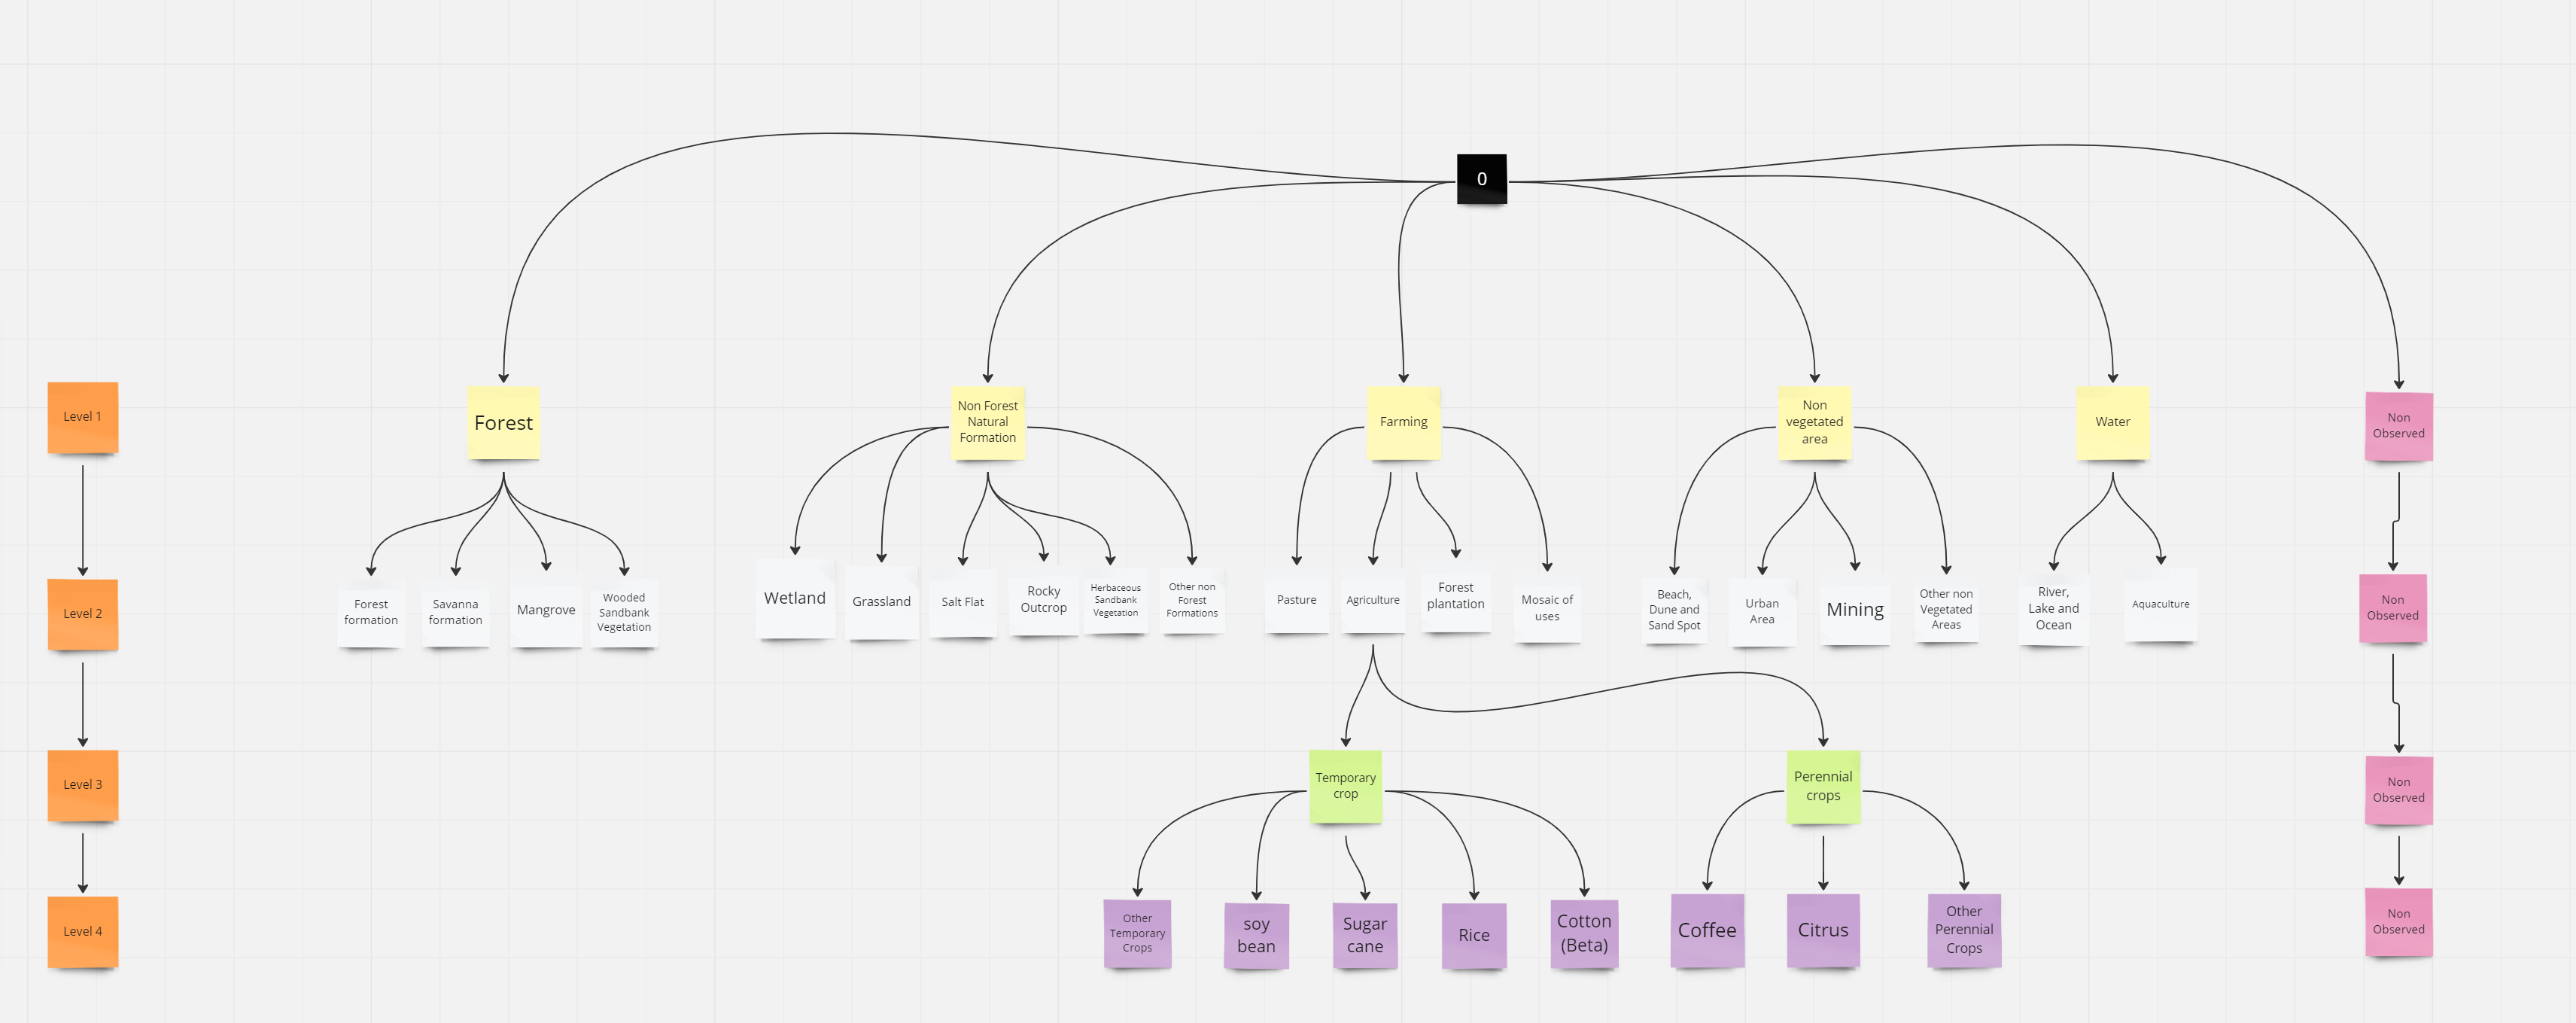 0
Level 1
Forest
Non Forest
Natural
Formation
Farming
Non
vegetated
area
Water
Non
Observed
Level 2
Forest
formation
Savanna
formation
Mangrove
Wooded
Sandbank
Vegetation
Wetland
Grassland
Salt Flat
Rocky
Outcrop
Herbaceous
Sandbank
Vegetation
Other non
Forest
Formations
Pasture
Agriculture
Forest
plantation
Mosaic of
uses
Beach,
Dune and
Sand Spot
Urban
Area
Mining
Other non
Vegetated
Areas
River,
Lake and
Ocean
Aquaculture
Non
Observed
Level 3
Temporary
crop
Perennial
crops
Non
Observed
Level 4
Other
Temporary
Crops
soy
bean
Sugar
cane
Rice
Cotton
(Beta)
Coffee
Citrus
Other
Perennial
Crops
Non
Observed